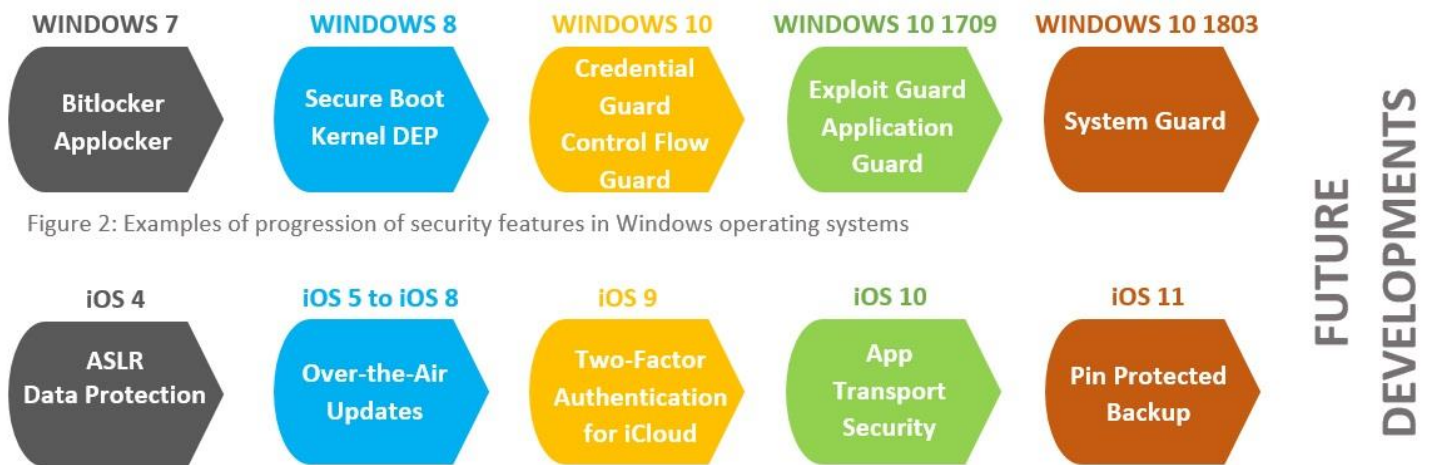 WINDOWS 7
WINDOWS 8
WINDOWS 10
WINDOWS 10 1709
WINDOWS 10 1803
Bitlocker
Applocker
Secure Boot
Kernel DEP
Credential
Guard
Control Flow
Guard
Exploit Guard
Application
Guard
System Guard
Figure 2: Examples of progression of security features in Windows operating systems
iOS 4
iOS 5 to iOS 8
iOS 9
iOS 10
iOS 11
ASLR
Data Protection
Over-the-Air
Updates
Two-Factor
Authentication
for iCloud
App
Transport
Security
Pin Protected
Backup
FUTURE
DEVELOPMENTS